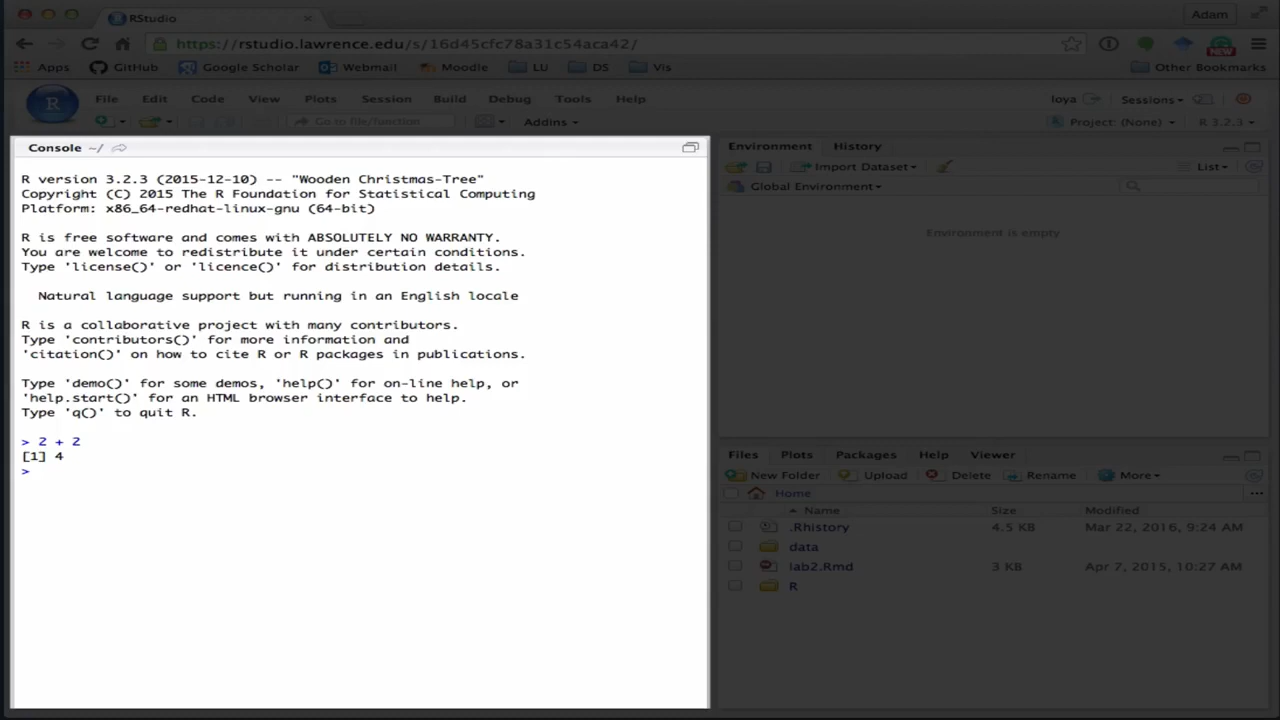 RStudio
Adam
https://rstudio.lawrence.edu/s/16d45cfc78a31c54aca42/
Apps GitHub Google Scholar Webmail Moodle LU DS Vis Other Bookmarks
NEW
R File Edit Code View Plots Session Build Debug Tools Help loya Sessions
Go to file/function Addins Project: (None) R 3.2.3
Console ~/
R version 3.2.3 (2015-12-10) -- "Wooden Christmas-Tree"
Copyright (C) 2015 The R Foundation for Statistical Computing
Platform: x86_64-redhat-linux-gnu (64-bit)
R is free software and comes with ABSOLUTELY NO WARRANTY.
You are welcome to redistribute it under certain conditions.
Type 'license()' or 'licence()' for distribution details.
Natural language support but running in an English locale
R is a collaborative project with many contributors.
Type 'contributors()' for more information and
'citation()' on how to cite R or R packages in publications.
Type 'demo()' for some demos, 'help()' for on-line help, or
'help.start()' for an HTML browser interface to help.
Type 'q()' to quit R.
> 2 + 2
[1] 4
>
Environment History
Import Dataset List
Global Environment
Environment is empty
Files Plots Packages Help Viewer
New Folder Upload Delete Rename More
Home ...
Name Size Modified
.Rhistory 4.5 KB Mar 22, 2016, 9:24 AM
data
lab2.Rmd 3 KB Apr 7, 2015, 10:27 AM
R